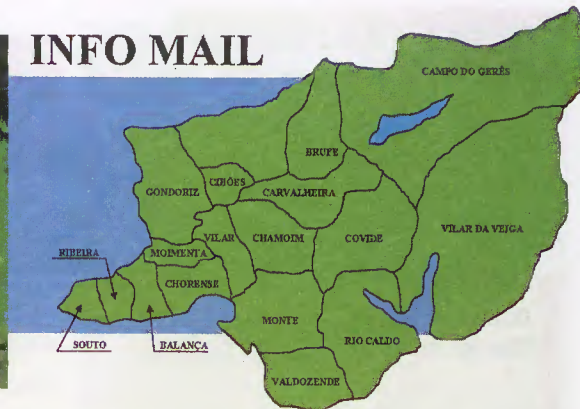 INFO MAIL
CAMPO DO GERÊS
BRUFE
CIBÕES
GONDORIZ
CARVALHEIRA
VILAR DA VEIGA
VILAR
CHAMOIM
COVIDE
RIBEIRA
MOIMENTA
CHORENSE
MONTE
RIO CALDO
SOUTO
BALANÇA
VALDOZENDE